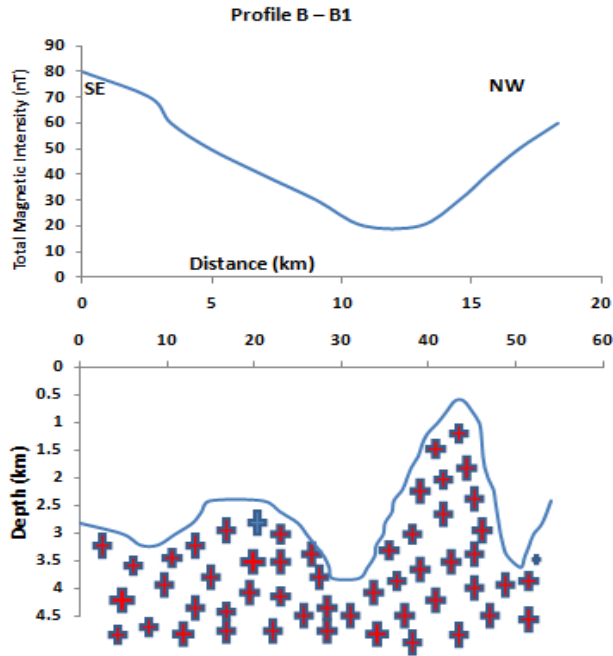 Profile B – B1
Total Magnetic Intensity (nT)
90
80
70
60
50
40
30
20
10
0
SE
NW
Distance (km)
0 5 10 15 20
0 10 20 30 40 50 60
Depth (km)
0
0.5
1
1.5
2
2.5
3
3.5
4
4.5